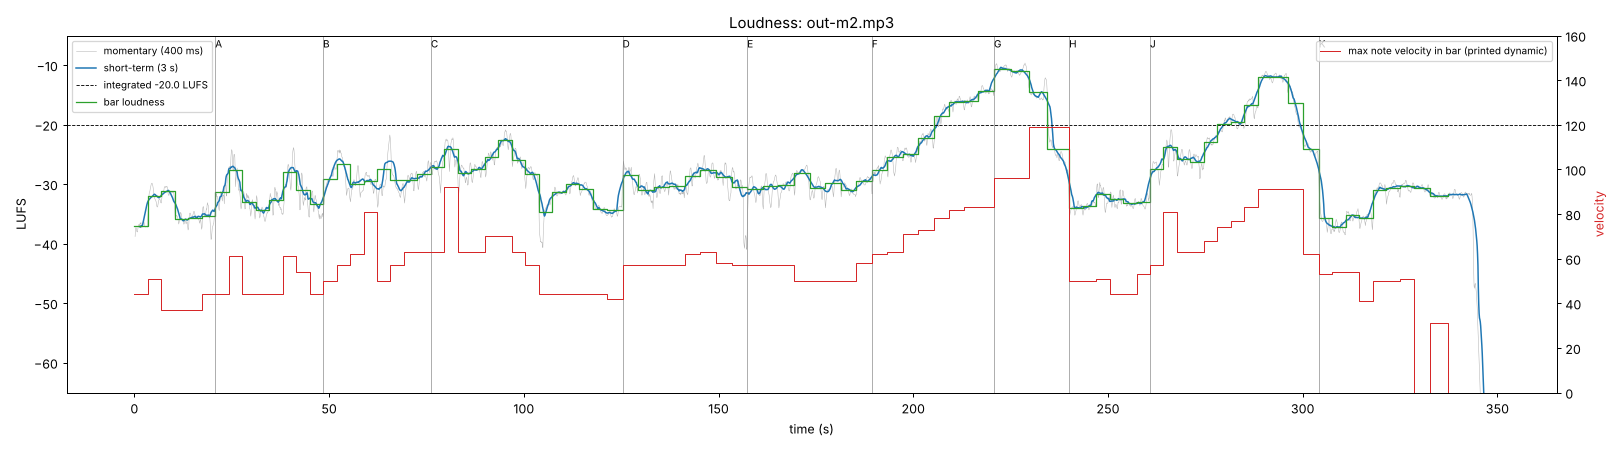 Loudness: out-m2.mp3
A B C D E F G H J K
momentary (400 ms)
short-term (3 s)
integrated -20.0 LUFS
bar loudness
max note velocity in bar (printed dynamic)
LUFS
−10
−20
−30
−40
−50
−60
160
140
120
100
80
60
40
20
0
velocity
0 50 100 150 200 250 300 350
time (s)